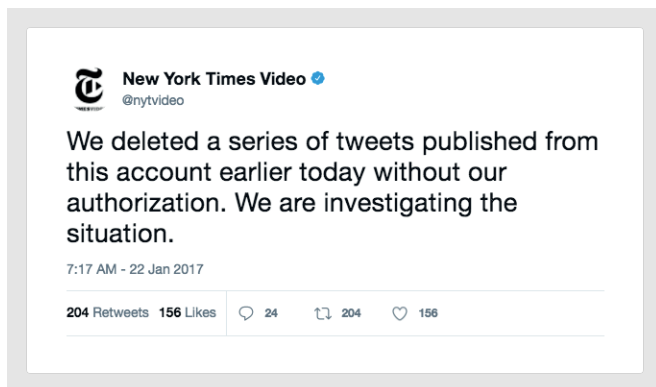 New York Times Video
@nytvideo
We deleted a series of tweets published from
this account earlier today without our
authorization. We are investigating the
situation.
7:17 AM - 22 Jan 2017
204 Retweets 156 Likes 24 204 156